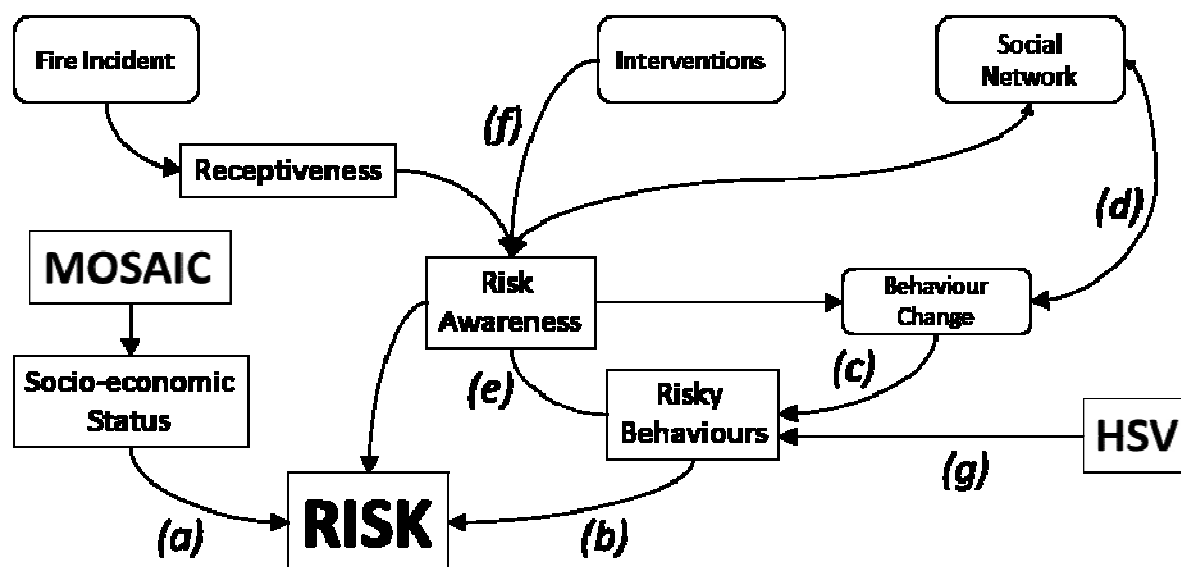 Fire Incident
Interventions
Social
Network
(f)
Receptiveness
(d)
MOSAIC
Risk
Awareness
Behaviour
Change
Socio-economic
Status
(e)
(c)
Risky
Behaviours
HSV
(g)
RISK
(a)
(b)